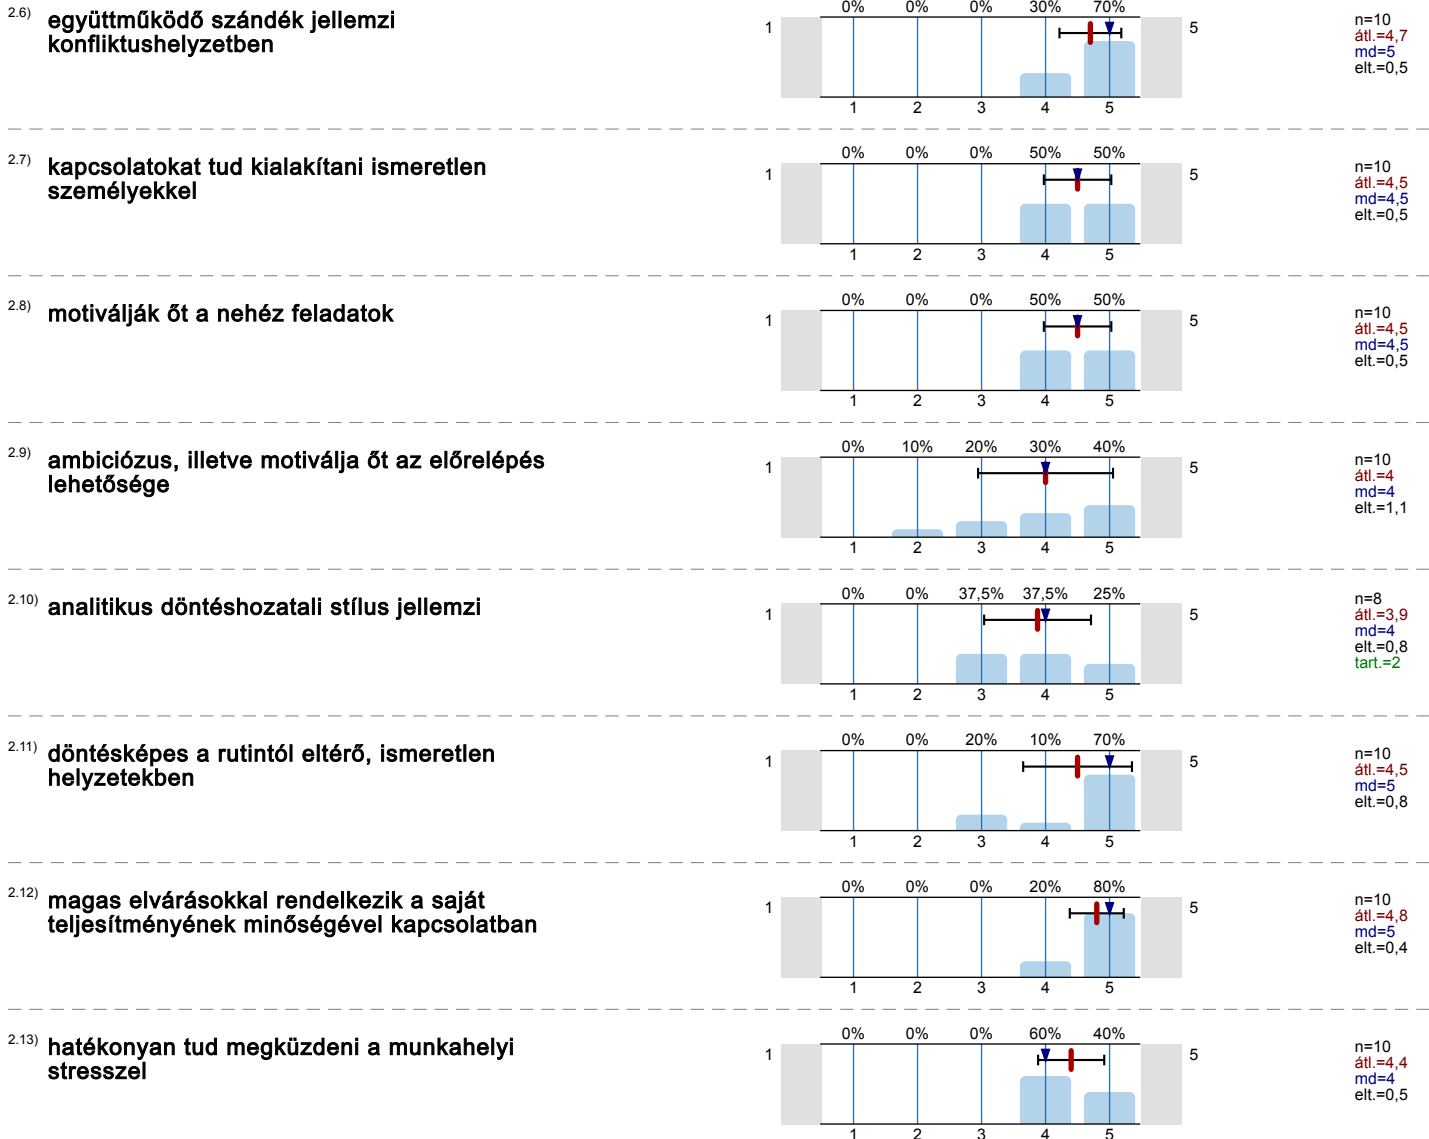 2.6) együttműködő szándék jellemzi
konfliktushelyzetben
0% 0% 0% 30% 70%
1 5
1 2 3 4 5
n=10
átl.=4,7
md=5
elt.=0,5
2.7) kapcsolatokat tud kialakítani ismeretlen
személyekkel
0% 0% 0% 50% 50%
1 5
1 2 3 4 5
n=10
átl.=4,5
md=4,5
elt.=0,5
2.8) motiválják őt a nehéz feladatok
0% 0% 0% 50% 50%
1 5
1 2 3 4 5
n=10
átl.=4,5
md=4,5
elt.=0,5
2.9) ambiciózus, illetve motiválja őt az előrelépés
lehetősége
0% 10% 20% 30% 40%
1 5
1 2 3 4 5
n=10
átl.=4
md=4
elt.=1,1
2.10) analitikus döntéshozatali stílus jellemzi
0% 0% 37,5% 37,5% 25%
1 5
1 2 3 4 5
n=8
átl.=3,9
md=4
elt.=0,8
tart.=2
2.11) döntésképes a rutintól eltérő, ismeretlen
helyzetekben
0% 0% 20% 10% 70%
1 5
1 2 3 4 5
n=10
átl.=4,5
md=5
elt.=0,8
2.12) magas elvárásokkal rendelkezik a saját
teljesítményének minőségével kapcsolatban
0% 0% 0% 20% 80%
1 5
1 2 3 4 5
n=10
átl.=4,8
md=5
elt.=0,4
2.13) hatékonyan tud megküzdeni a munkahelyi
stresszel
0% 0% 0% 60% 40%
1 5
1 2 3 4 5
n=10
átl.=4,4
md=4
elt.=0,5